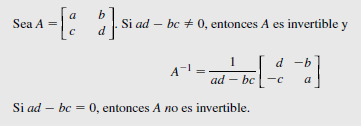 Sea A = [a b; c d]. Si ad − bc ≠ 0, entonces A es invertible y
A⁻¹ = 1/(ad − bc) [d −b; −c a]
Si ad − bc = 0, entonces A no es invertible.